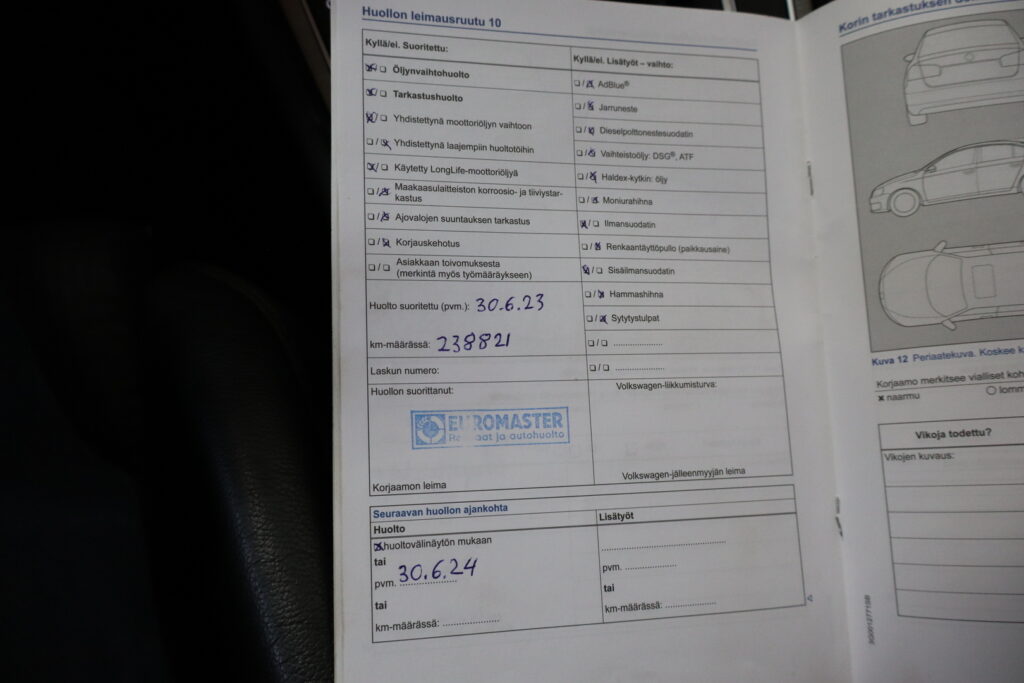 Huollon leimausruutu 10
Kyllä/ei. Suoritettu:
Öljynvaihtohuolto
Tarkastushuolto
Yhdistettynä moottoriöljyn vaihtoon
Yhdistettynä laajempiin huoltotöihin
Käytetty LongLife-moottoriöljyä
Maakaasulaitteiston korroosio- ja tiiviystar-
kastus
Ajovalojen suuntauksen tarkastus
Korjauskehotus
Asiakkaan toivomuksesta
(merkintä myös työmääräykseen)
Huolto suoritettu (pvm.): 30.6.23
km-määrässä: 238821
Laskun numero:
Huollon suorittanut:
EUROMASTER
Renkaat ja autohuolto
Korjaamon leima
Kyllä/ei. Lisätyöt – vaihto:
AdBlue®
Jarruneste
Dieselpolttonestesuodatin
Vaihteistoöljy: DSG®, ATF
Haldex-kytkin: öljy
Moniurahihna
Ilmansuodatin
Renkaantäyttöpullo (paikkausaine)
Sisäilmansuodatin
Hammashihna
Sytytystulpat
Volkswagen-liikkumisturva:
Volkswagen-jälleenmyyjän leima
Seuraavan huollon ajankohta
Huolto
huoltovälinäytön mukaan
tai
pvm. 30.6.24
tai
km-määrässä:
Lisätyöt
pvm.
tai
km-määrässä:
Korin tarkastuksen
Kuva 12 Periaatekuva. Koskee
Korjaamo merkitsee vialliset
x naarmu
Vikoja todettu?
Vikojen kuvaus: